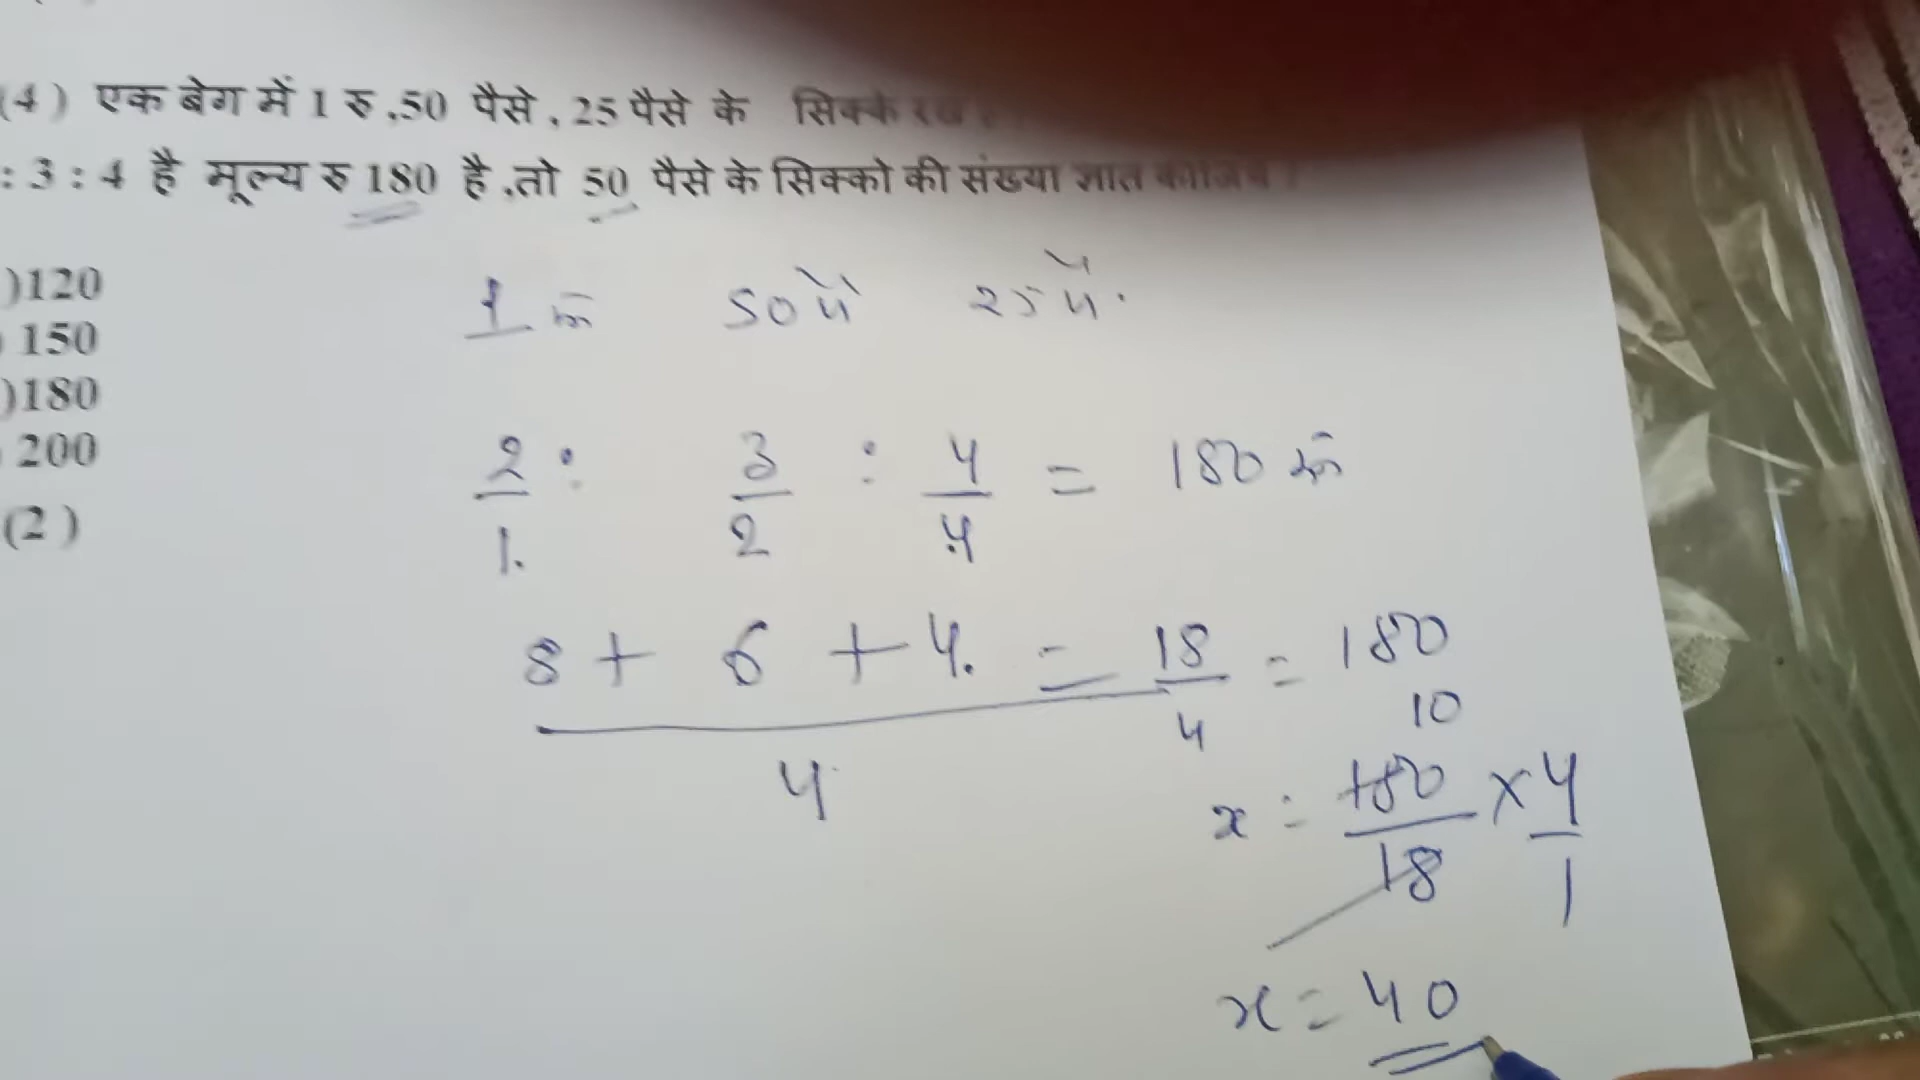 (4) एक बेग में 1 रु ,50 पैसे , 25 पैसे के सिक्के
: 3 : 4 है मूल्य रु 180 है ,तो 50 पैसे के सिक्को की संख्या ज्ञात कीजिये
)120
150
)180
200
(2)
1 रू 50 पै 25 पै.
2/1. : 3/2 : 4/4 = 180 रू
8 + 6 + 4. / 4 = 18/4 = 180
10
x = 180/18 × 4/1
x = 40